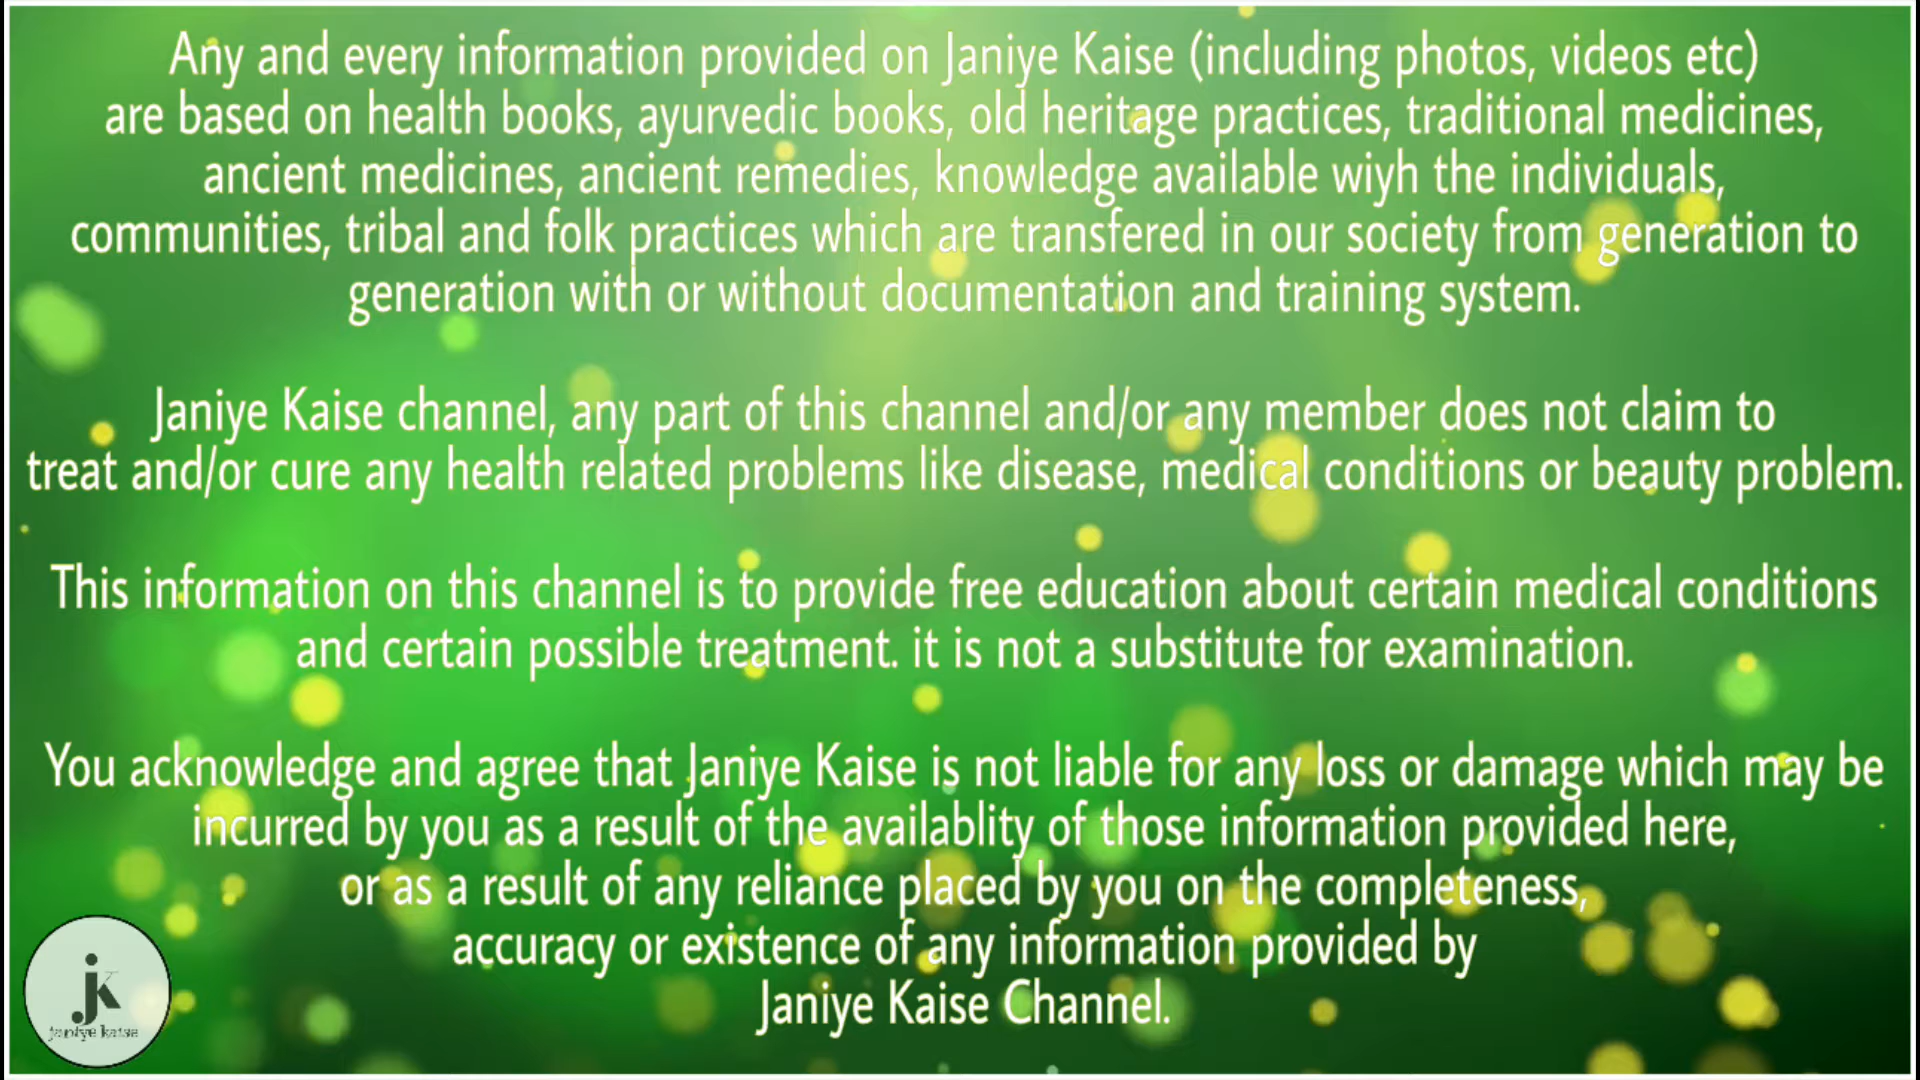 Any and every information provided on Janiye Kaise (including photos, videos etc)
are based on health books, ayurvedic books, old heritage practices, traditional medicines,
ancient medicines, ancient remedies, knowledge available wiyh the individuals,
communities, tribal and folk practices which are transfered in our society from generation to
generation with or without documentation and training system.
Janiye Kaise channel, any part of this channel and/or any member does not claim to
treat and/or cure any health related problems like disease, medical conditions or beauty problem.
This information on this channel is to provide free education about certain medical conditions
and certain possible treatment. it is not a substitute for examination.
You acknowledge and agree that Janiye Kaise is not liable for any loss or damage which may be
incurred by you as a result of the availablity of those information provided here,
or as a result of any reliance placed by you on the completeness,
accuracy or existence of any information provided by
Janiye Kaise Channel.
jk
janiye kaise